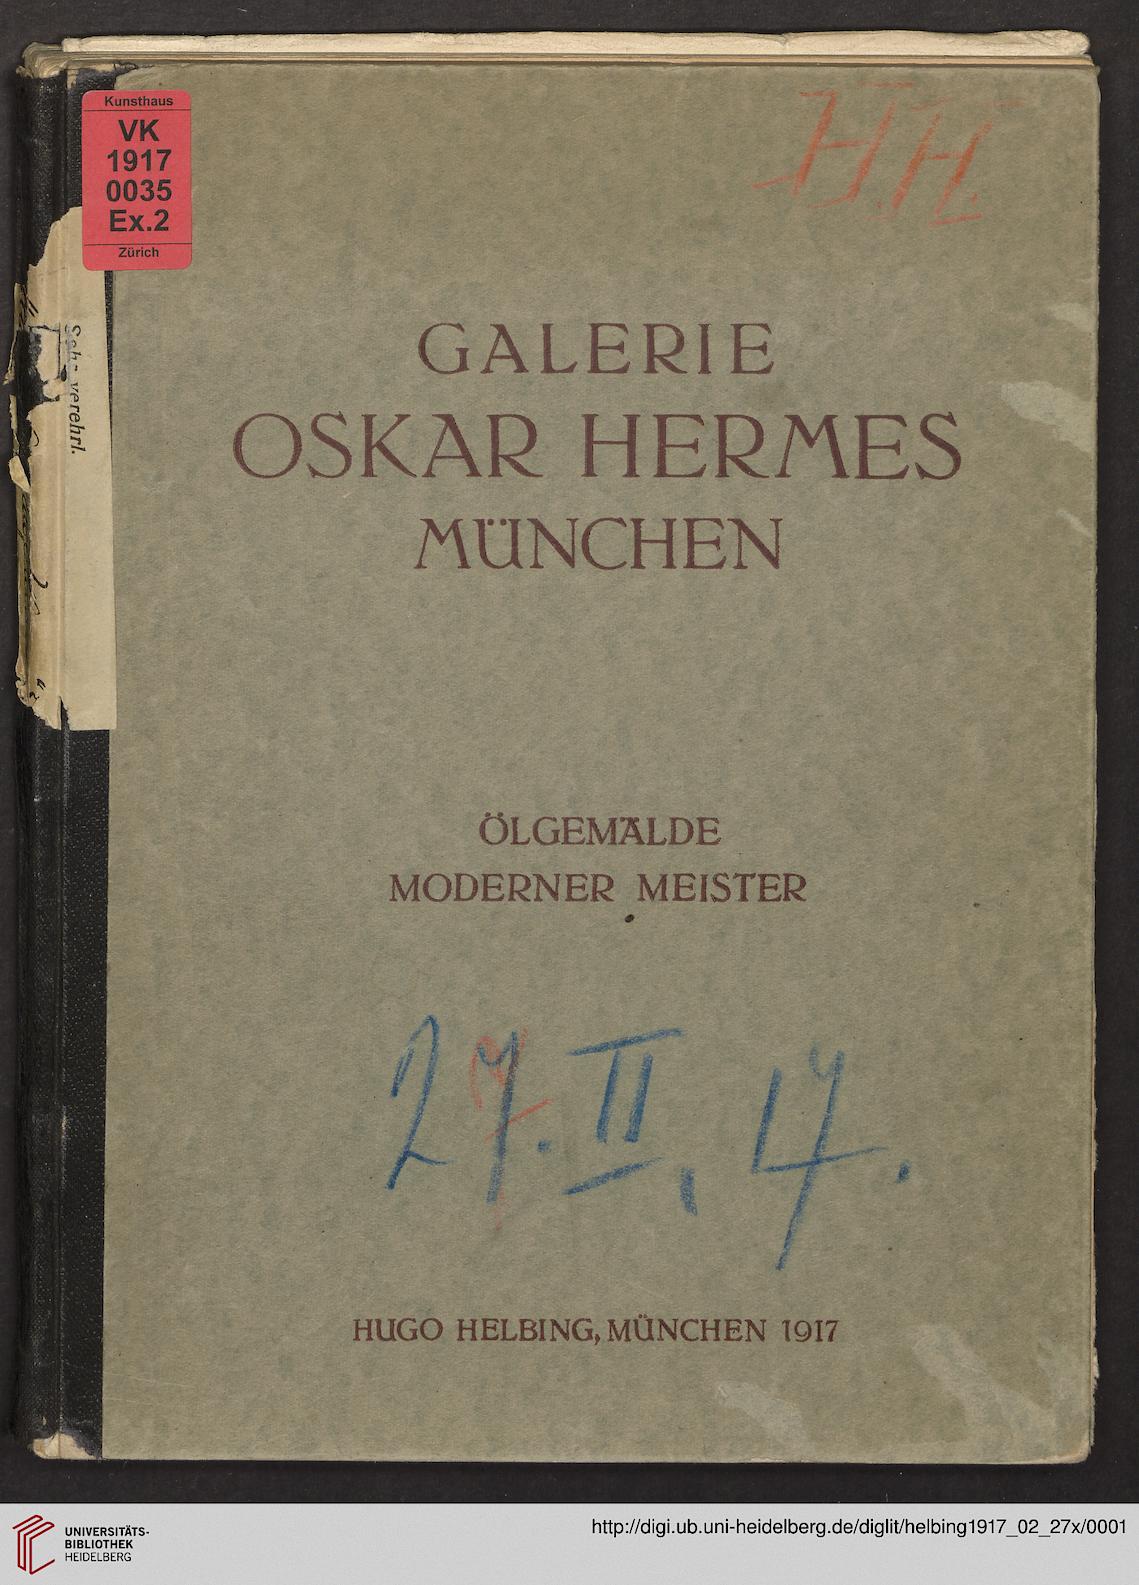 Kunsthaus
VK
1917
0035
Ex.2
Zürich
H.H.
verehrl.
GALERIE
OSKAR HERMES
MÜNCHEN
ÖLGEMÄLDE
MODERNER MEISTER
27. II. 17.
HUGO HELBING, MÜNCHEN 1917
UNIVERSITÄTS-
BIBLIOTHEK
HEIDELBERG
http://digi.ub.uni-heidelberg.de/diglit/helbing1917_02_27x/0001